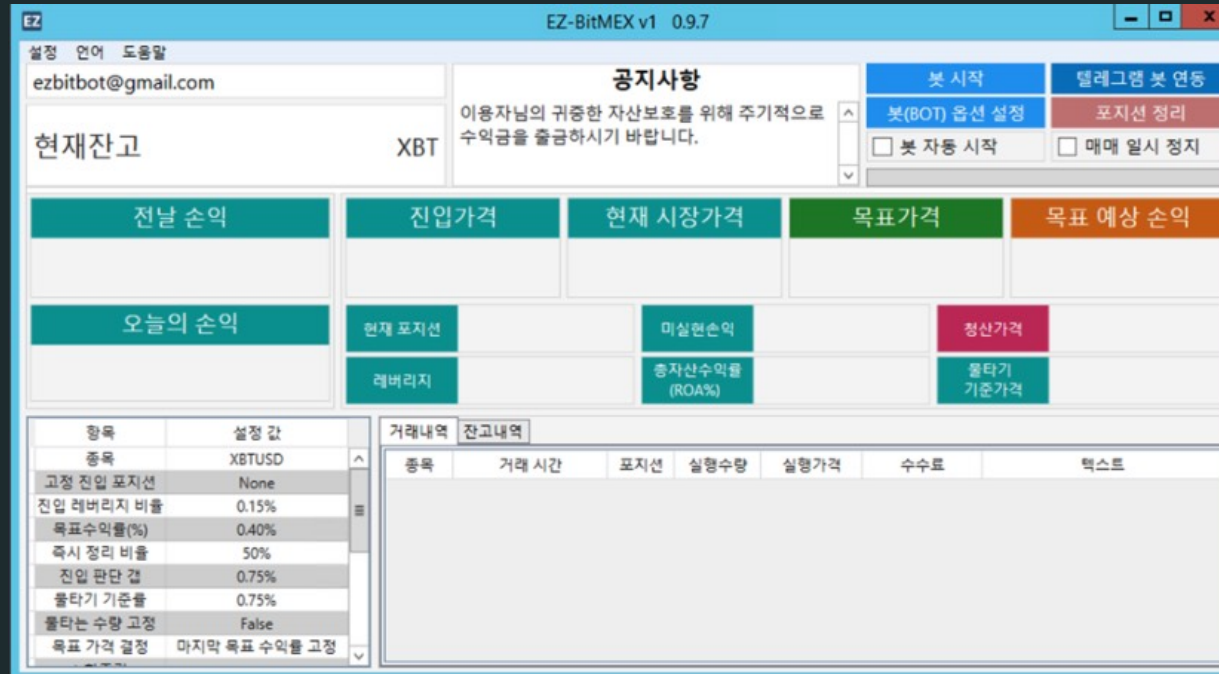 EZ
EZ-BitMEX v1 0.9.7
설정 언어 도움말
ezbitbot@gmail.com
현재잔고 XBT
공지사항
이용자님의 귀중한 자산보호를 위해 주기적으로
수익금을 출금하시기 바랍니다.
봇 시작
텔레그램 봇 연동
봇(BOT) 옵션 설정
포지션 정리
봇 자동 시작
매매 일시 정지
전날 손익
진입가격
현재 시장가격
목표가격
목표 예상 손익
오늘의 손익
현재 포지션
미실현손익
청산가격
레버리지
총자산수익률
(ROA%)
물타기
기준가격
항목 설정 값
종목 XBTUSD
고정 진입 포지션 None
진입 레버리지 비율 0.15%
목표수익률(%) 0.40%
즉시 정리 비율 50%
진입 판단 갭 0.75%
물타기 기준률 0.75%
물타는 수량 고정 False
목표 가격 결정 마지막 목표 수익률 고정
거래내역 잔고내역
종목 거래 시간 포지션 실행수량 실행가격 수수료 텍스트